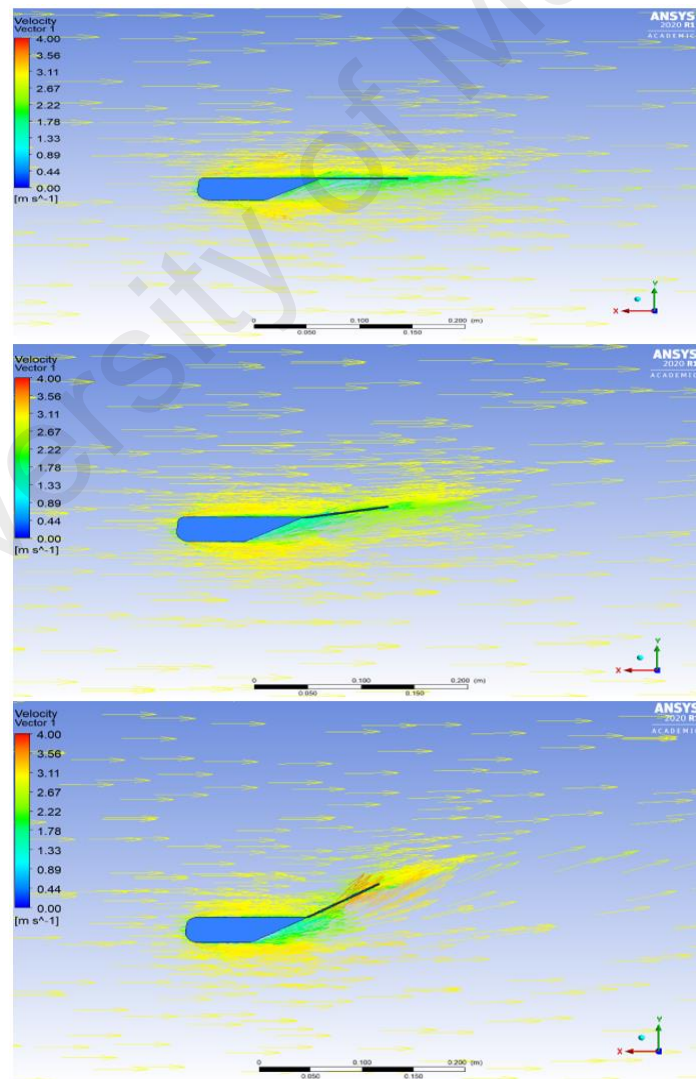 Velocity
Vector 1
4.00
3.56
3.11
2.67
2.22
1.78
1.33
0.89
0.44
0.00
[m s^-1]
ANSYS
2020 R1
ACADEMIC
0 0.100 0.200 (m)
0.050 0.150
Y
X
Velocity
Vector 1
4.00
3.56
3.11
2.67
2.22
1.78
1.33
0.89
0.44
0.00
[m s^-1]
ANSYS
2020 R1
ACADEMIC
0 0.100 0.200 (m)
0.050 0.150
Y
X
Velocity
Vector 1
4.00
3.56
3.11
2.67
2.22
1.78
1.33
0.89
0.44
0.00
[m s^-1]
ANSYS
2020 R
ACADEMIC
0 0.100 0.200 (m)
0.050 0.150
Y
X
versity of M